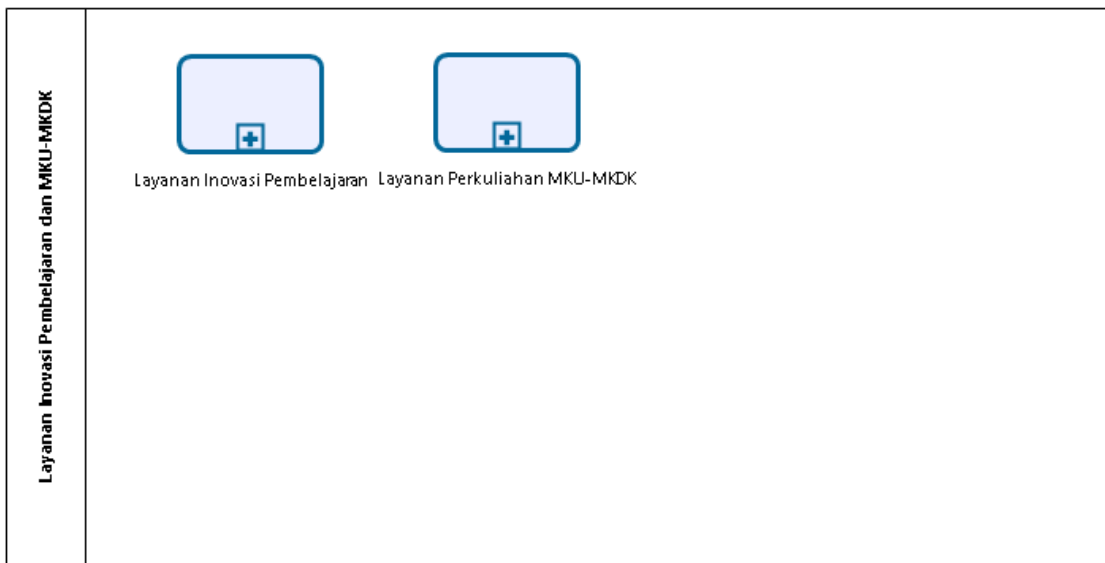 Layanan Inovasi Pembelajaran dan MKU-MKDK
Layanan Inovasi Pembelajaran
Layanan Perkuliahan MKU-MKDK